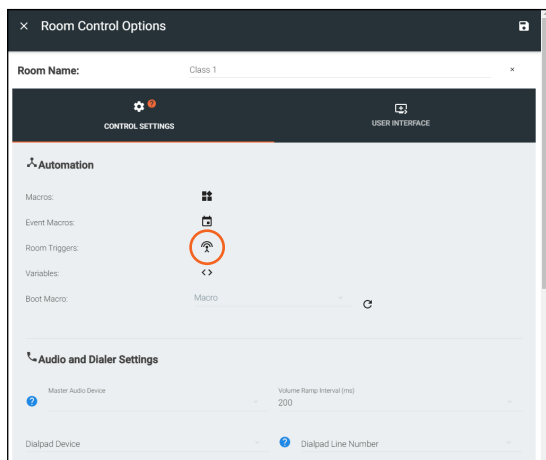 × Room Control Options
Room Name: Class 1 ×
?
CONTROL SETTINGS
USER INTERFACE
Automation
Macros:
Event Macros:
Room Triggers:
Variables: <>
Boot Macro: Macro
Audio and Dialer Settings
Master Audio Device
Volume Ramp Interval (ms)
? 200
Dialpad Device ? Dialpad Line Number